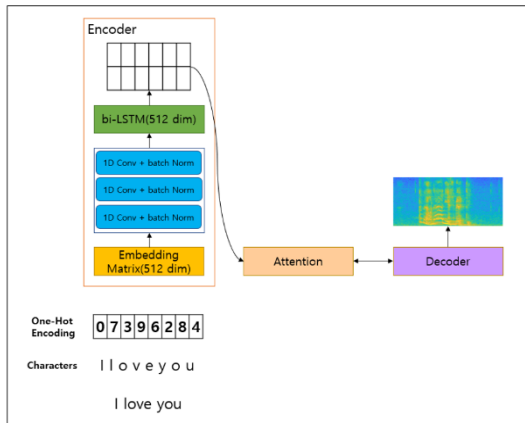 Encoder
bi-LSTM(512 dim)
1D Conv + batch Norm
1D Conv + batch Norm
1D Conv + batch Norm
Embedding
Matrix(512 dim)
Attention
Decoder
One-Hot
Encoding
0 7 3 9 6 2 8 4
Characters
I l o v e y o u
I love you